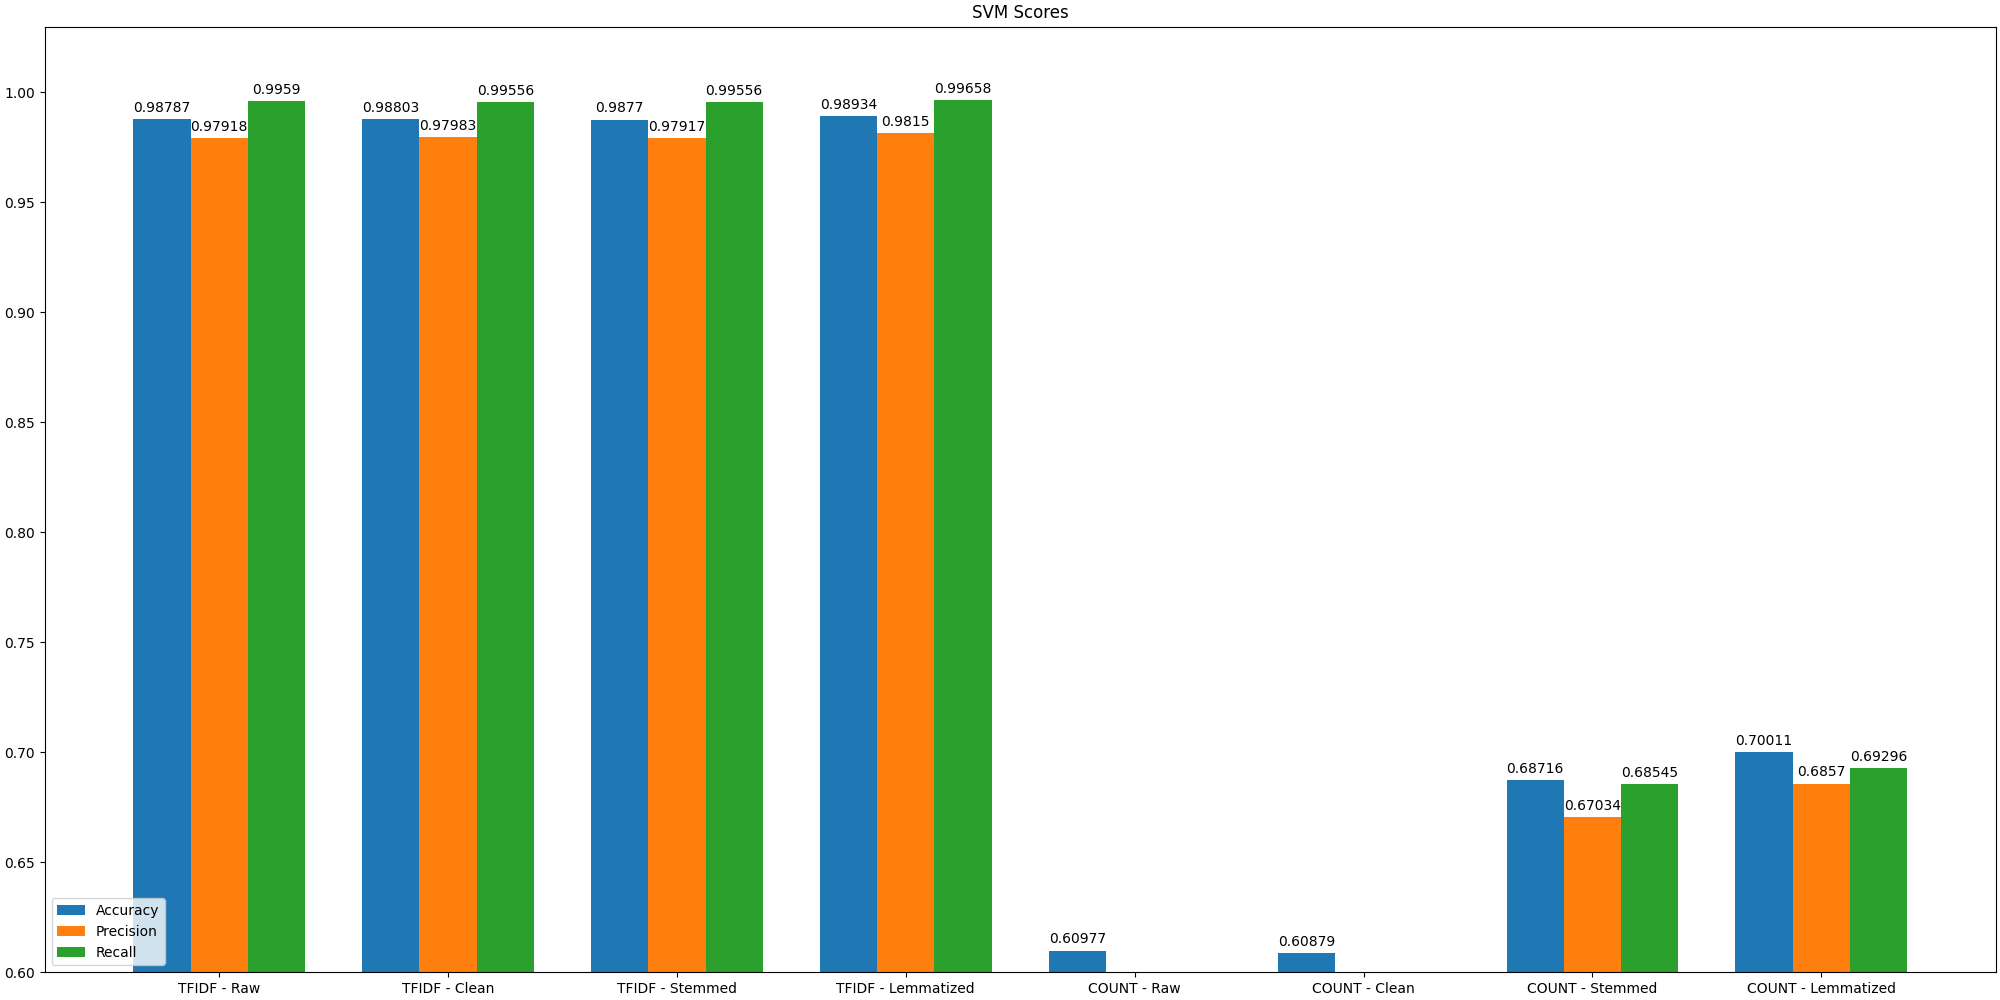 SVM Scores
1.00
0.95
0.90
0.85
0.80
0.75
0.70
0.65
0.60
0.98787
0.97918
0.9959
0.98803
0.97983
0.99556
0.9877
0.97917
0.99556
0.98934
0.9815
0.99658
0.60977
0.60879
0.68716
0.67034
0.68545
0.70011
0.6857
0.69296
Accuracy
Precision
Recall
TFIDF - Raw
TFIDF - Clean
TFIDF - Stemmed
TFIDF - Lemmatized
COUNT - Raw
COUNT - Clean
COUNT - Stemmed
COUNT - Lemmatized